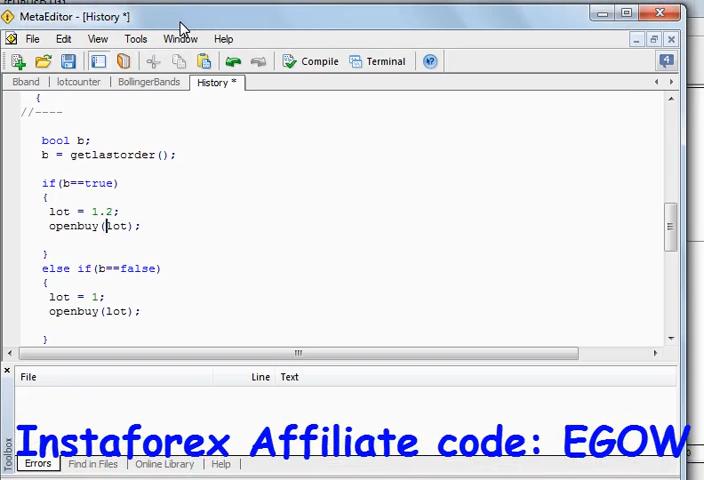 MetaEditor - [History *]
File Edit View Tools Window Help
Compile Terminal 4
Bband lotcounter BollingerBands History *
{
//----
bool b;
b = getlastorder ();
if(b==true)
{
lot = 1.2;
openbuy(lot);
}
else if(b==false)
{
lot = 1;
openbuy(lot);
}
File Line Text
Instaforex Affiliate code: EGOW
Toolbox
Errors Find in Files Online Library Help